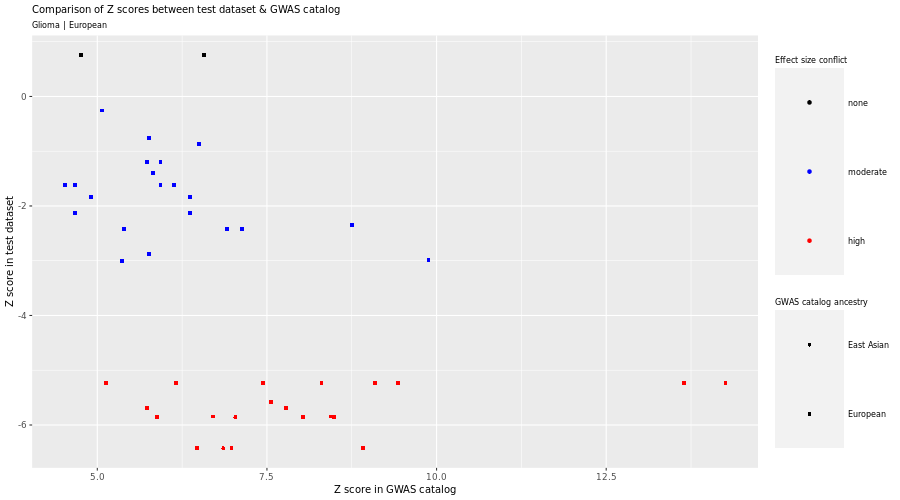 Comparison of Z scores between test dataset & GWAS catalog
Glioma | European
Z score in test dataset
0
-2
-4
-6
5.0
7.5
10.0
12.5
Z score in GWAS catalog
Effect size conflict
none
moderate
high
GWAS catalog ancestry
East Asian
European